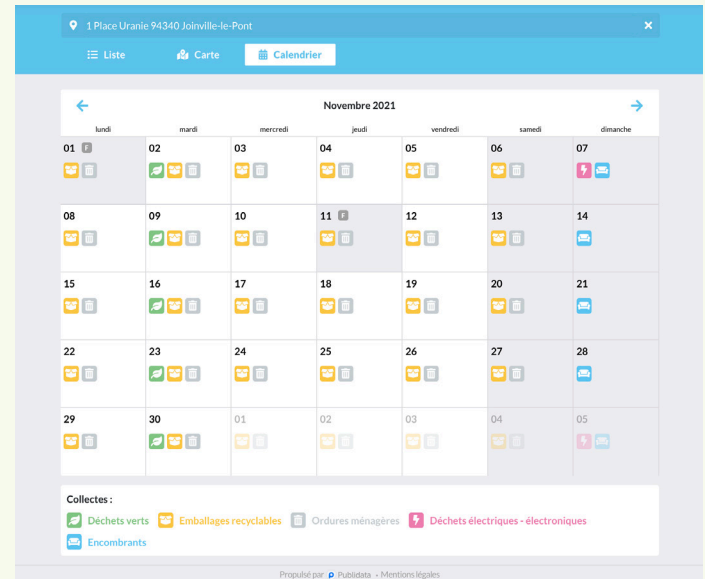 1 Place Uranie 94340 Joinville-le-Pont
Liste Carte Calendrier
Novembre 2021
lundi mardi mercredi jeudi vendredi samedi dimanche
01 F 02 03 04 05 06 07
08 09 10 11 F 12 13 14
15 16 17 18 19 20 21
22 23 24 25 26 27 28
29 30 01 02 03 04 05
Collectes :
Déchets verts Emballages recyclables Ordures ménagères Déchets électriques - électroniques
Encombrants
Propulsé par Publidata - Mentions légales